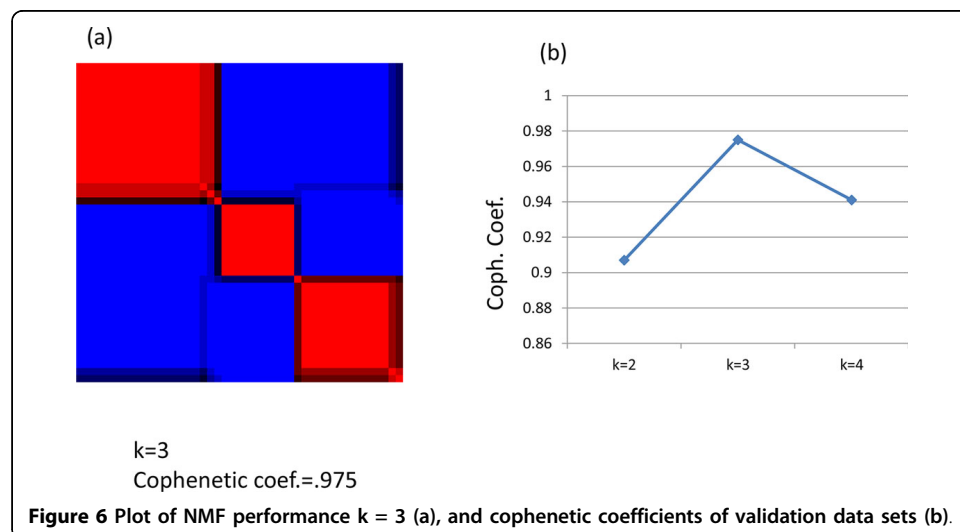 (a)
k=3
Cophenetic coef.=.975
(b)
Coph. Coef.
1
0.98
0.96
0.94
0.92
0.9
0.88
0.86
k=2 k=3 k=4
Figure 6 Plot of NMF performance k = 3 (a), and cophenetic coefficients of validation data sets (b).